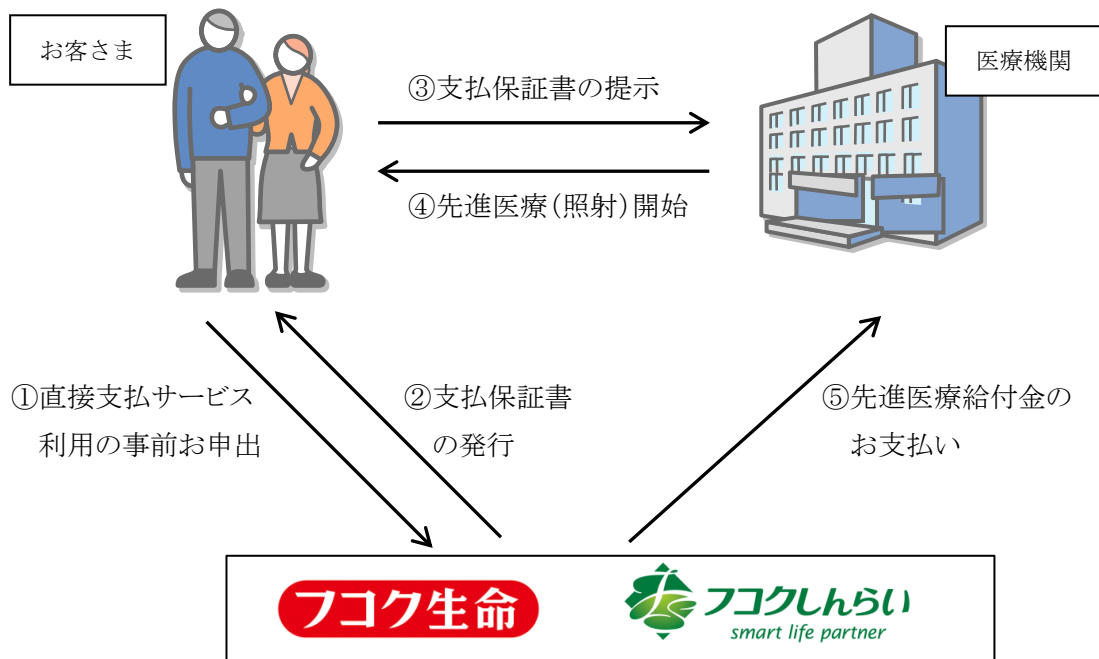 お客さま
医療機関
③支払保証書の提示
④先進医療（照射）開始
①直接支払サービス
利用の事前お申出
②支払保証書
の発行
⑤先進医療給付金の
お支払い
フコク生命
フコクしんらい
smart life partner